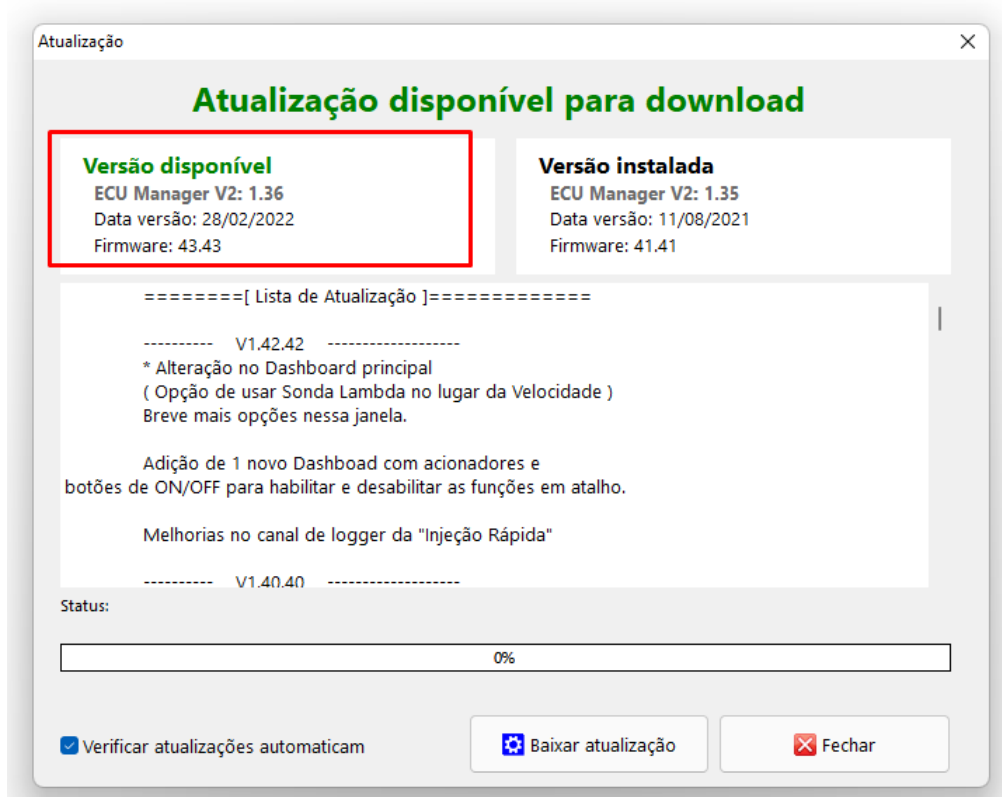 Atualização
Atualização disponível para download
Versão disponível
ECU Manager V2: 1.36
Data versão: 28/02/2022
Firmware: 43.43
Versão instalada
ECU Manager V2: 1.35
Data versão: 11/08/2021
Firmware: 41.41
========[ Lista de Atualização ]=============
---------- V1.42.42 -------------------
* Alteração no Dashboard principal
( Opção de usar Sonda Lambda no lugar da Velocidade )
Breve mais opções nessa janela.
Adição de 1 novo Dashboad com acionadores e
botões de ON/OFF para habilitar e desabilitar as funções em atalho.
Melhorias no canal de logger da "Injeção Rápida"
---------- V1.40.40 -------------------
Status:
0%
Verificar atualizações automaticam
Baixar atualização
Fechar